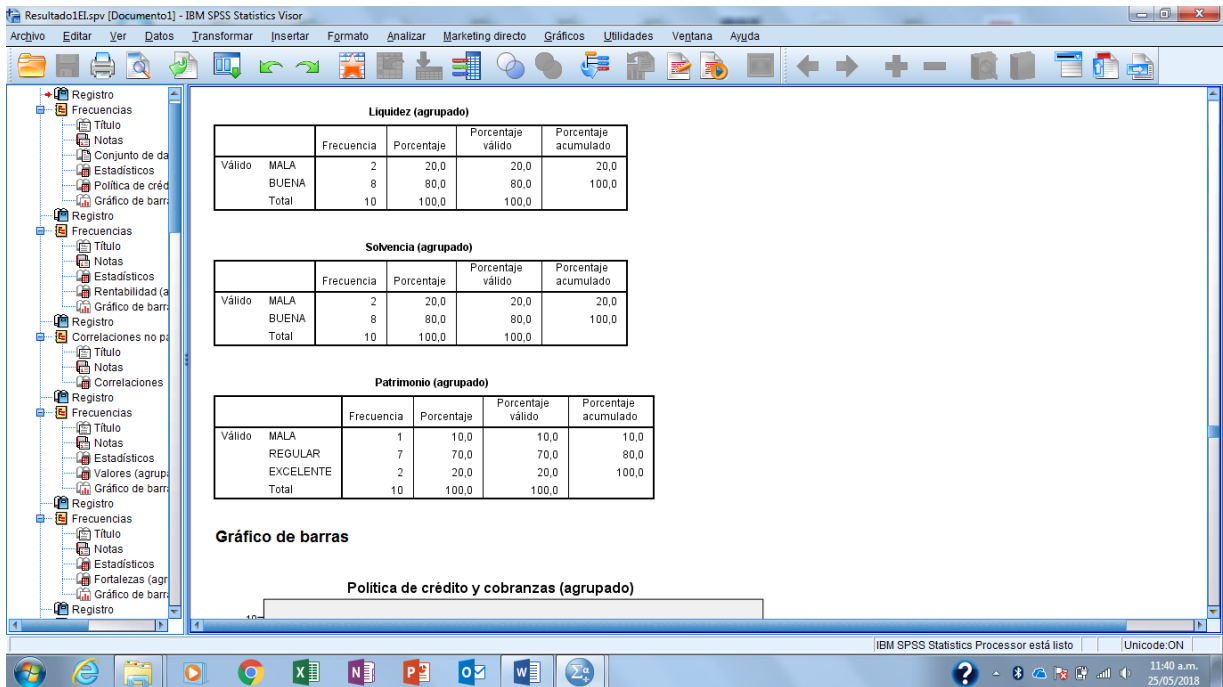 Resultado1EI.spv [Documento1] - IBM SPSS Statistics Visor
Archivo Editar Ver Datos Transformar Insertar Formato Analizar Marketing directo Gráficos Utilidades Ventana Ayuda
Registro
Frecuencias
Título
Notas
Conjunto de da
Estadísticos
Política de créd
Gráfico de barr
Registro
Frecuencias
Título
Notas
Estadísticos
Rentabilidad (a
Gráfico de barr
Registro
Correlaciones no pa
Título
Notas
Correlaciones
Registro
Frecuencias
Título
Notas
Estadísticos
Valores (agrup
Gráfico de barr
Registro
Frecuencias
Título
Notas
Estadísticos
Fortalezas (agr
Gráfico de barr
Registro
Liquidez (agrupado)
Frecuencia Porcentaje Porcentaje válido Porcentaje acumulado
Válido MALA 2 20,0 20,0 20,0
BUENA 8 80,0 80,0 100,0
Total 10 100,0 100,0
Solvencia (agrupado)
Frecuencia Porcentaje Porcentaje válido Porcentaje acumulado
Válido MALA 2 20,0 20,0 20,0
BUENA 8 80,0 80,0 100,0
Total 10 100,0 100,0
Patrimonio (agrupado)
Frecuencia Porcentaje Porcentaje válido Porcentaje acumulado
Válido MALA 1 10,0 10,0 10,0
REGULAR 7 70,0 70,0 80,0
EXCELENTE 2 20,0 20,0 100,0
Total 10 100,0 100,0
Gráfico de barras
Política de crédito y cobranzas (agrupado)
10
IBM SPSS Statistics Processor está listo Unicode:ON
11:40 a.m.
25/05/2018